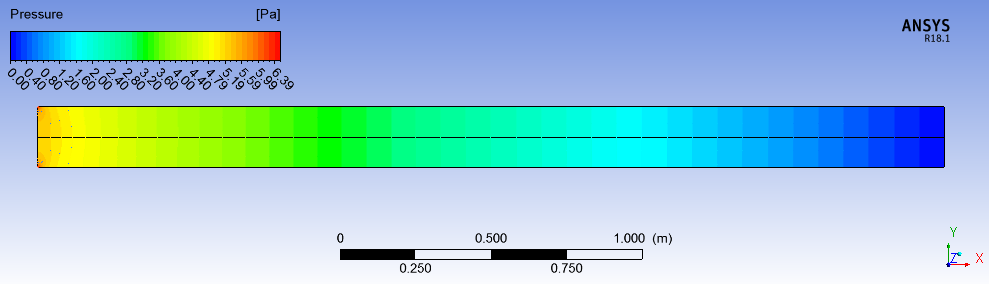 Pressure [Pa]
0.00 0.40 0.80 1.20 1.60 2.00 2.40 2.80 3.20 3.60 4.00 4.40 4.79 5.19 5.59 5.99 6.39
ANSYS
R18.1
0 0.500 1.000 (m)
0.250 0.750
Y
Z X